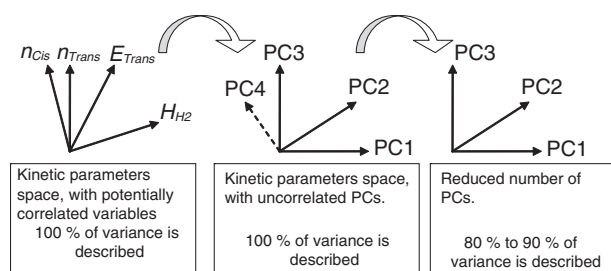 n_Cis n_Trans E_Trans
H_H2
Kinetic parameters
space, with potentially
correlated variables
100 % of variance is
described
PC3
PC4
PC2
PC1
Kinetic parameters space,
with uncorrelated PCs.
100 % of variance is
described
PC3
PC2
PC1
Reduced number of
PCs.
80 % to 90 % of
variance is described